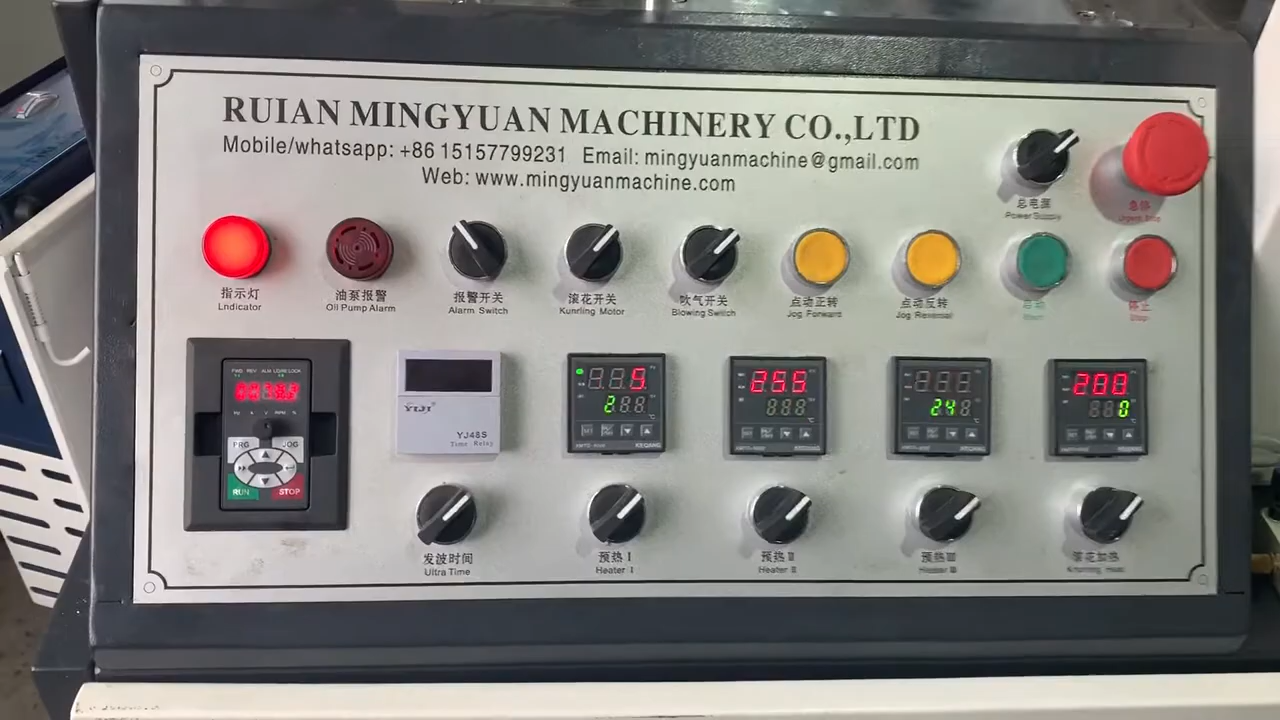 RUIAN MINGYUAN MACHINERY CO.,LTD
Mobile/whatsapp: +86 15157799231 Email: mingyuanmachine@gmail.com
Web: www.mingyuanmachine.com
总电源
Power Supply
急停
Urgent Stop
指示灯
Lndicator
油泵报警
Oil Pump Alarm
报警开关
Alarm Switch
滚花开关
Kunrling Motor
吹气开关
Blowing Switch
点动正转
Jog Forward
点动反转
Jog Reversal
启动
Start
停止
Stop
PRG
JOG
RUN
STOP
YIJI
YJ48S
Time Relay
发波时间
Ultra Time
预热 I
Heater I
预热 II
Heater II
预热 III
Heater III
滚花加热
200